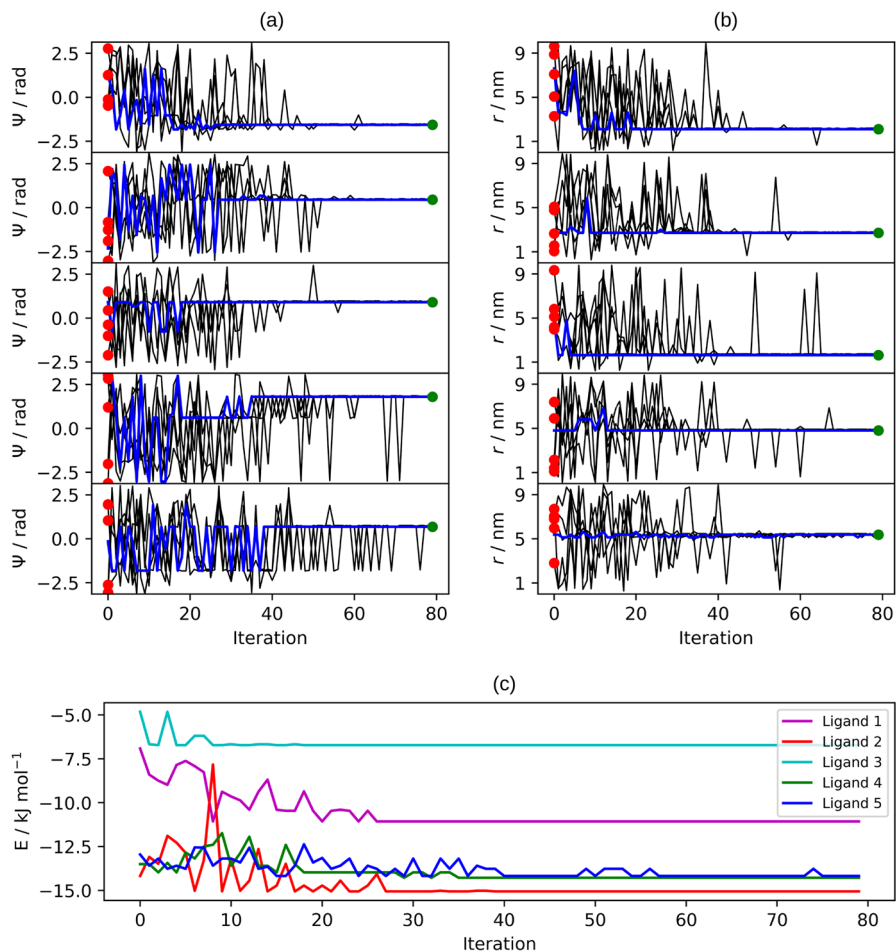 (a)
(b)
Ψ / rad
2.5
0.0
−2.5
Ψ / rad
2.5
0.0
−2.5
Ψ / rad
2.5
0.0
−2.5
Ψ / rad
2.5
0.0
−2.5
Ψ / rad
2.5
0.0
−2.5
0 20 40 60 80
Iteration
r / nm
9
5
1
r / nm
9
5
1
r / nm
9
5
1
r / nm
9
5
1
r / nm
9
5
1
0 20 40 60 80
Iteration
(c)
E / kJ mol⁻¹
−5.0
−7.5
−10.0
−12.5
−15.0
Ligand 1
Ligand 2
Ligand 3
Ligand 4
Ligand 5
0 10 20 30 40 50 60 70 80
Iteration